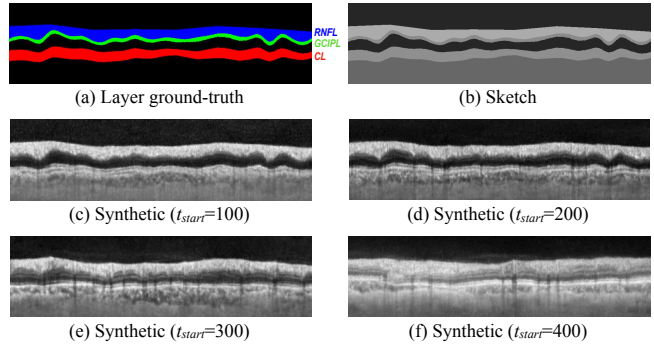 RNFL
GCIPL
CL
(a) Layer ground-truth
(b) Sketch
(c) Synthetic (tstart=100)
(d) Synthetic (tstart=200)
(e) Synthetic (tstart=300)
(f) Synthetic (tstart=400)